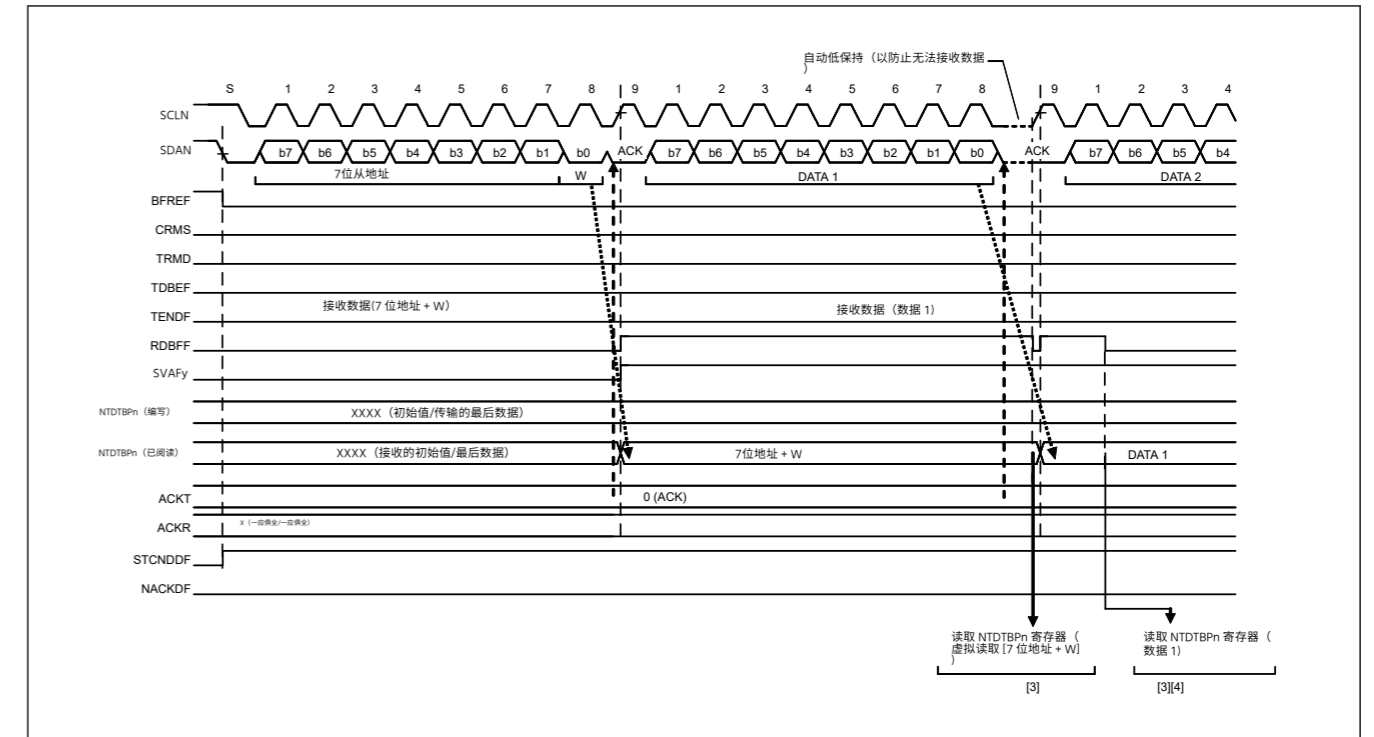 自动低保持（以防止无法接收数据
）
S 1 2 3 4 5 6 7 8 9 1 2 3 4 5 6 7 8 9 1 2 3 4
SCLN
SDAN b7 b6 b5 b4 b3 b2 b1 b0 ACK b7 b6 b5 b4 b3 b2 b1 b0 ACK b7 b6 b5 b4
7位从地址 W DATA 1 DATA 2
BFREF
CRMS
TRMD
TDBEF
接收数据(7 位地址 + W） 接收数据（数据 1)
TENDF
RDBFF
SVAFy
NTDTBPn（编写） XXXX（初始值/传输的最后数据）
NTDTBPn（已阅读） XXXX（接收的初始值/最后数据） 7位地址 + W DATA 1
ACKT 0 (ACK)
ACKR X（一应俱全/一应俱全）
STCNDDF
NACKDF
读取 NTDTBPn 寄存器（
虚拟读取 [7 位地址 + W]
）
读取 NTDTBPn 寄存器（
数据 1)
[3] [3][4]